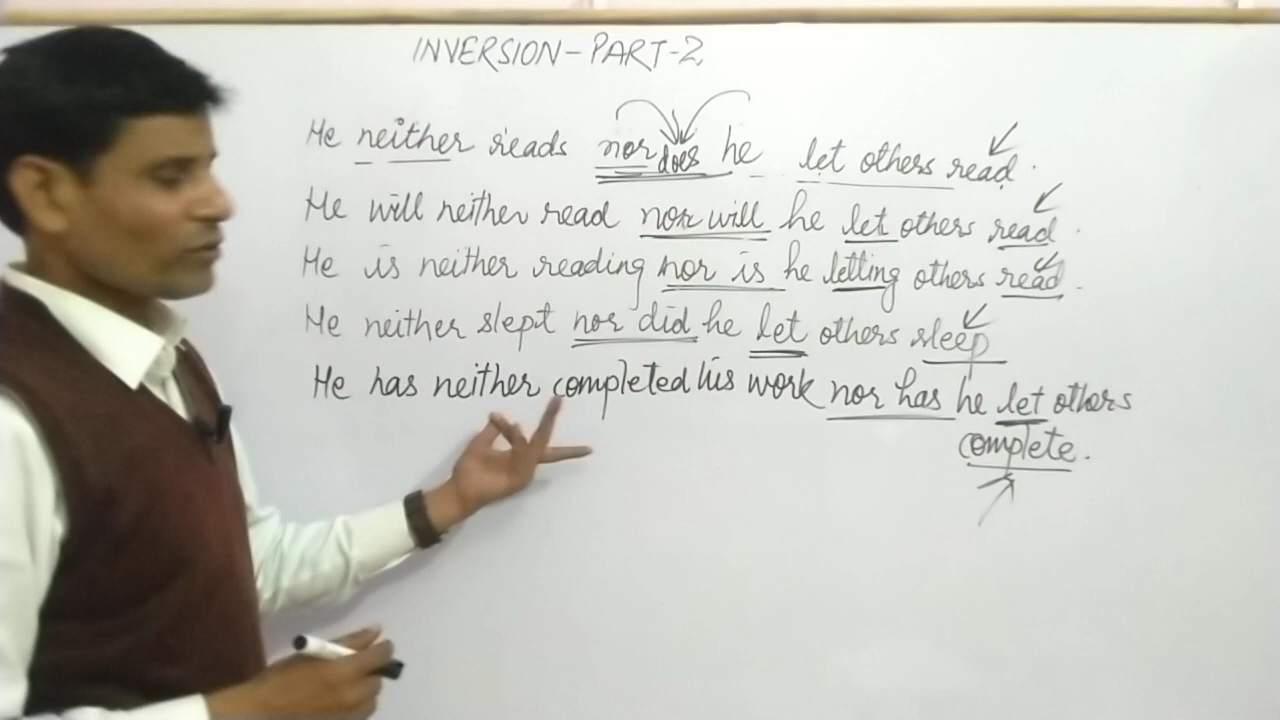 INVERSION-PART-2
He neither reads nor does he let others read.
He will neither read nor will he let others read.
He is neither reading nor is he letting others read.
He neither slept nor did he let others sleep
He has neither completed his work nor has he let others
complete.